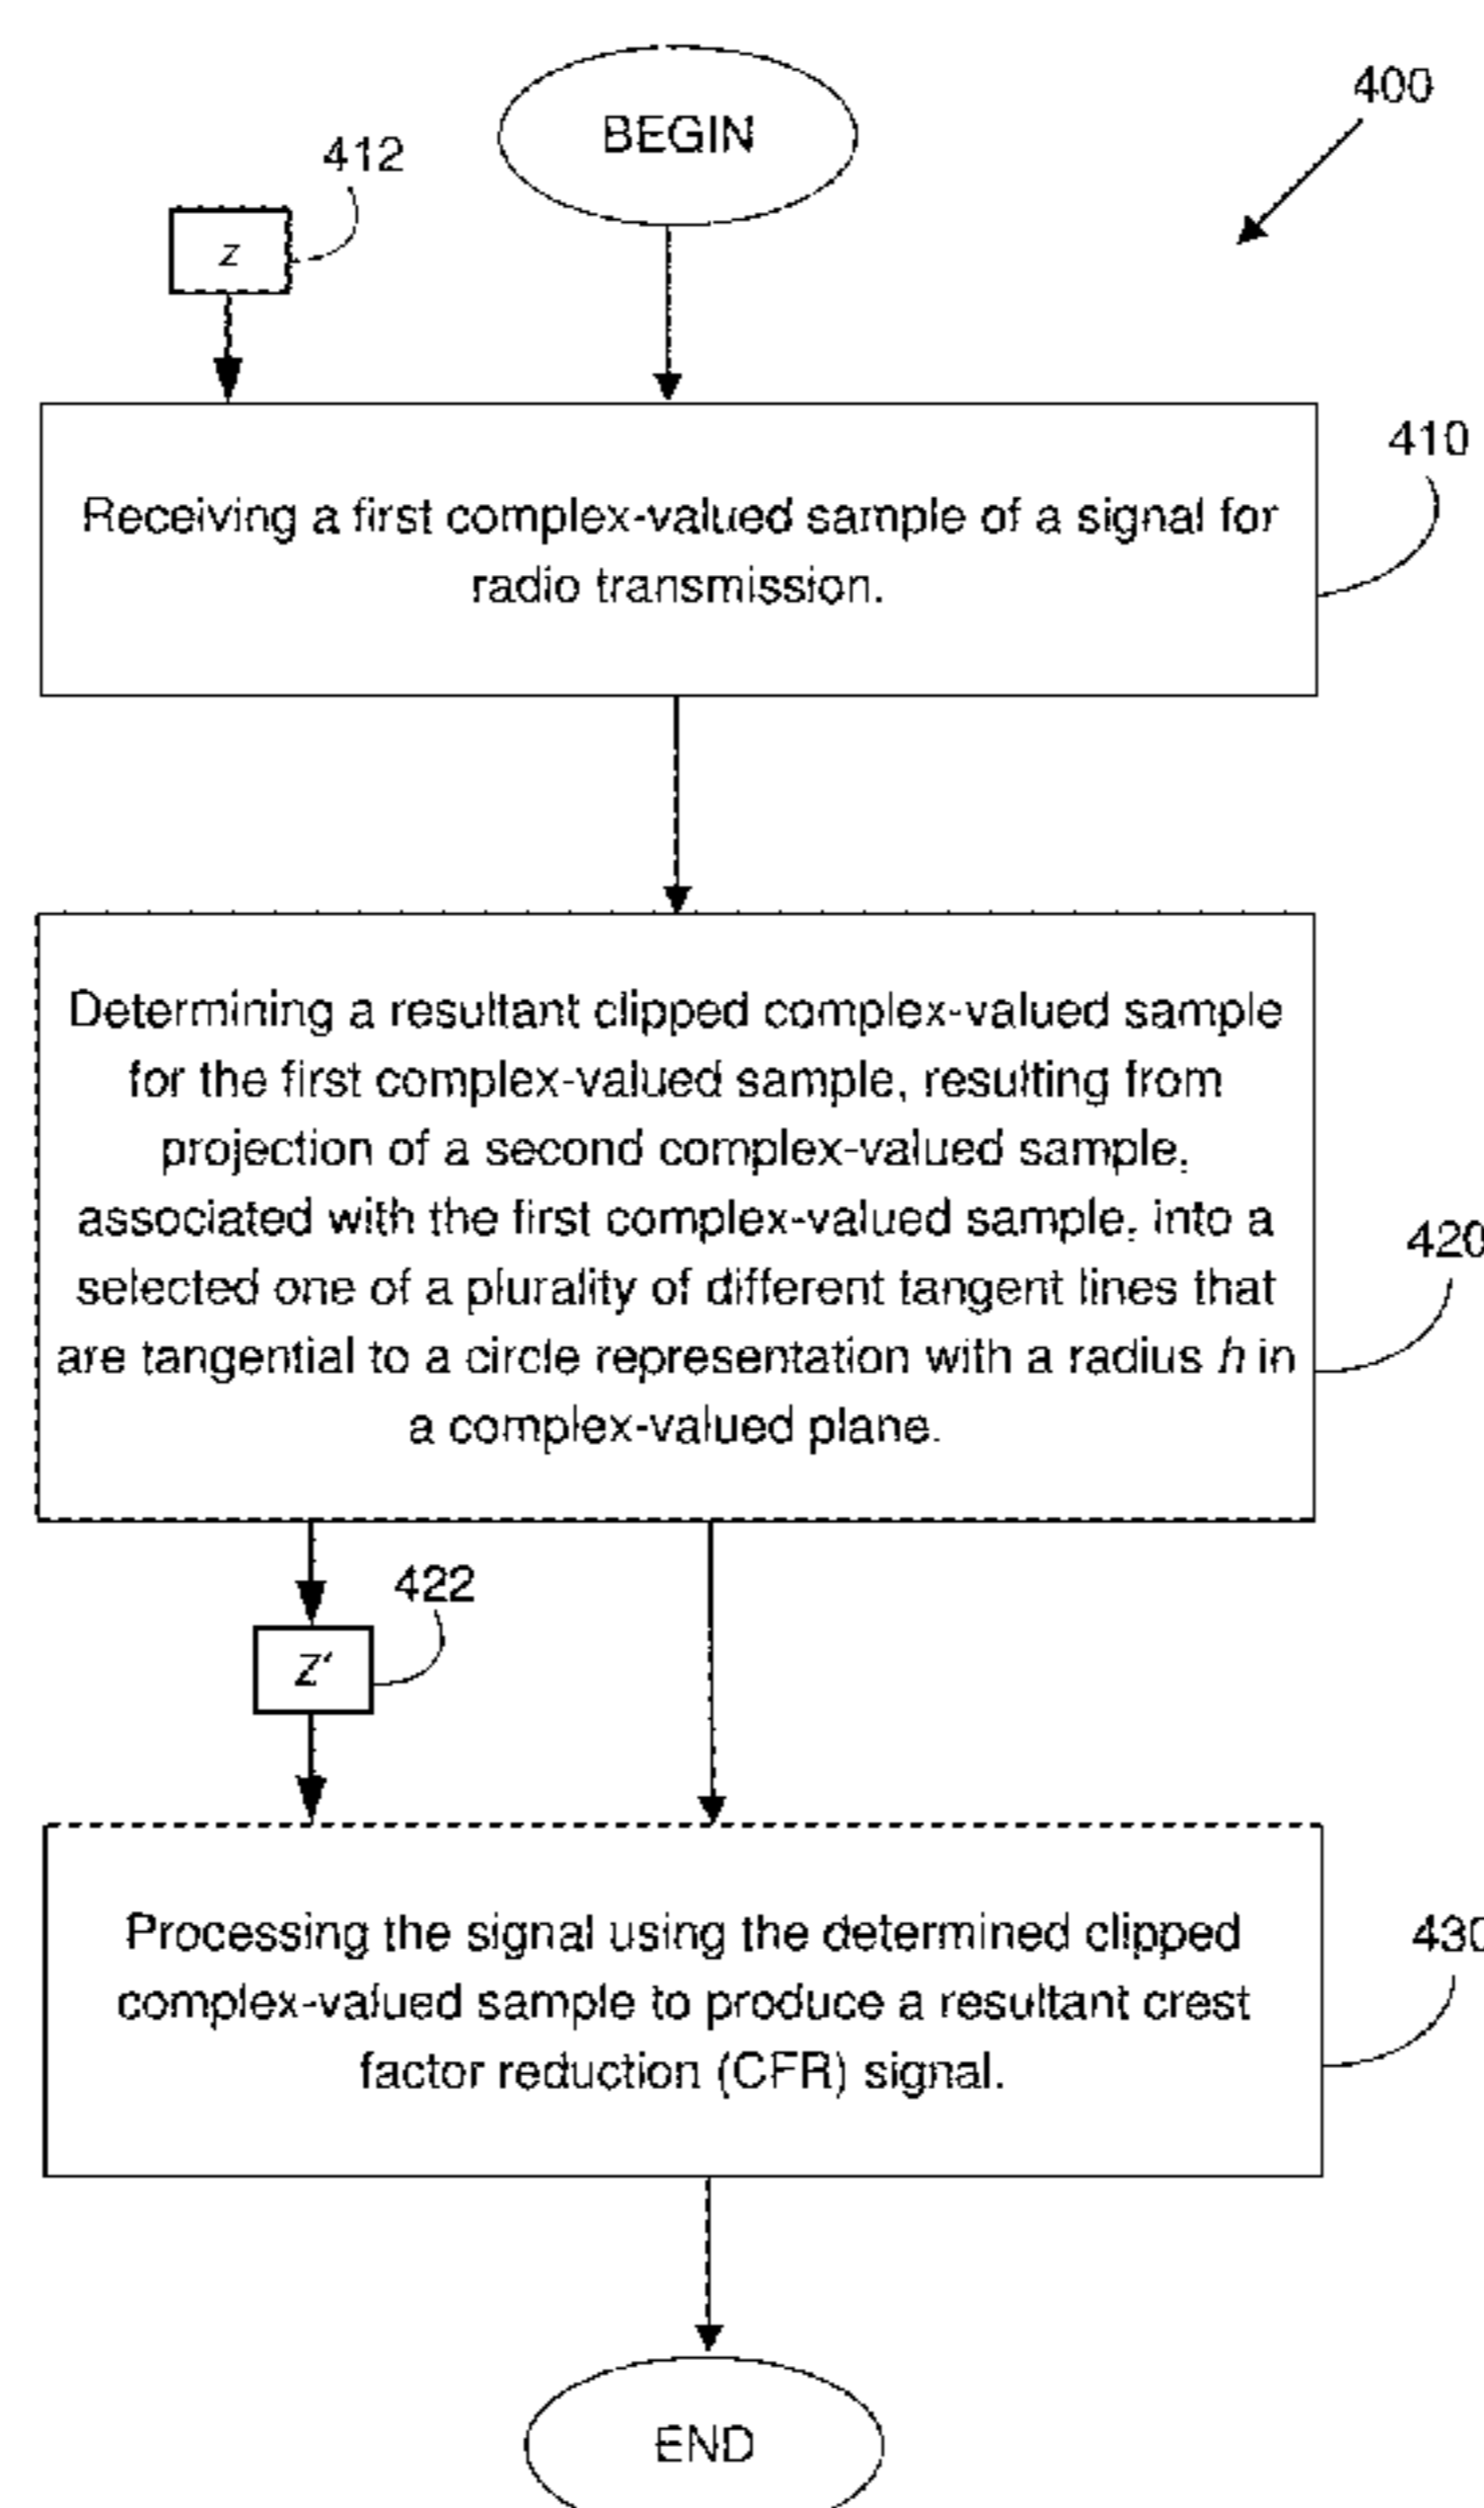 400
BEGIN
412
z
410
Receiving a first complex-valued sample of a signal for
radio transmission.
Determining a resultant clipped complex-valued sample
for the first complex-valued sample, resulting from
projection of a second complex-valued sample,
associated with the first complex-valued sample, into a
selected one of a plurality of different tangent lines that
are tangential to a circle representation with a radius h in
a complex-valued plane.
420
422
z'
Processing the signal using the determined clipped
complex-valued sample to produce a resultant crest
factor reduction (CFR) signal.
430
END